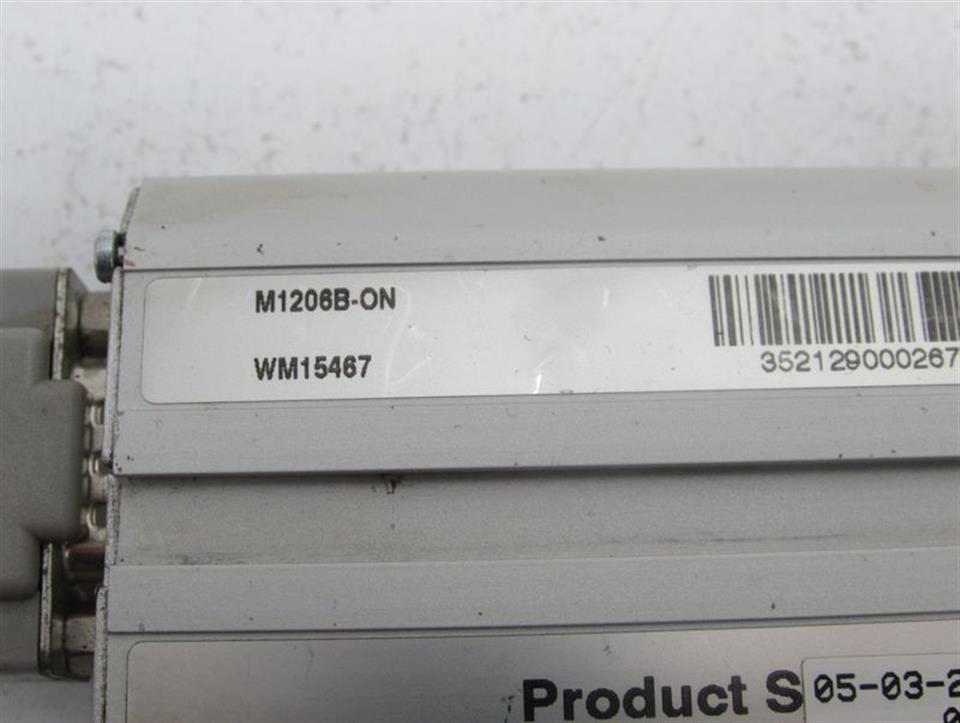 M1206B-ON
WM15467
352129000267
Product S
05-03-2